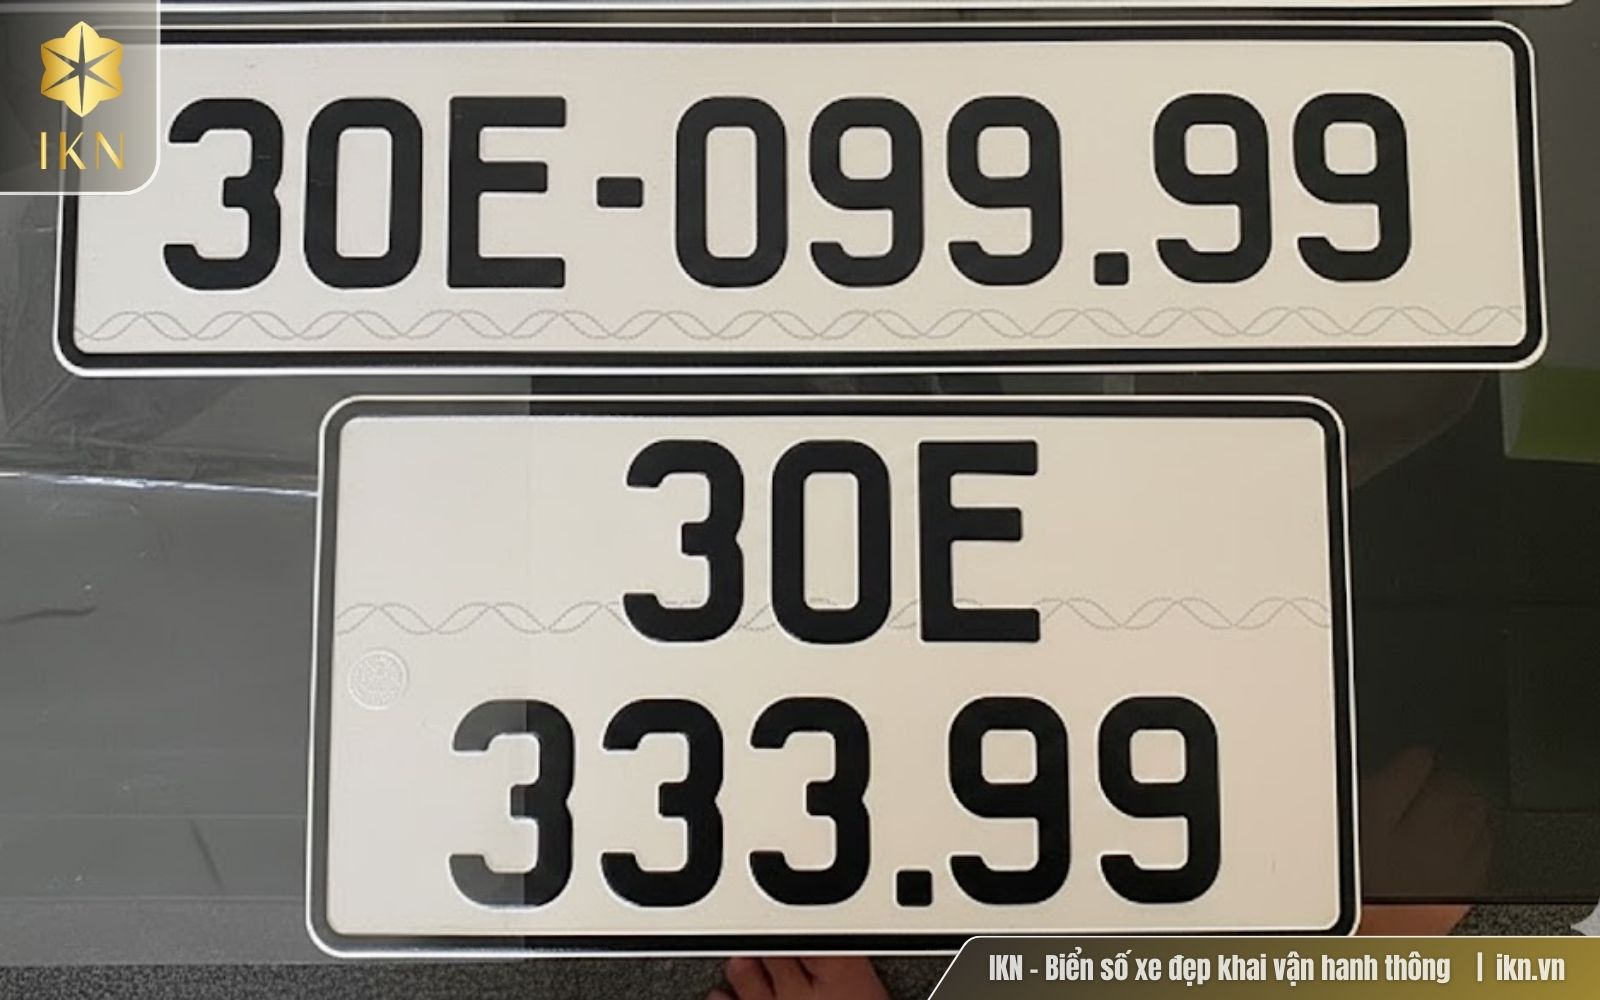 IKN
30E-099.99
30E
333.99
IKN - Biển số xe đẹp khai vận hanh thông | ikn.vn